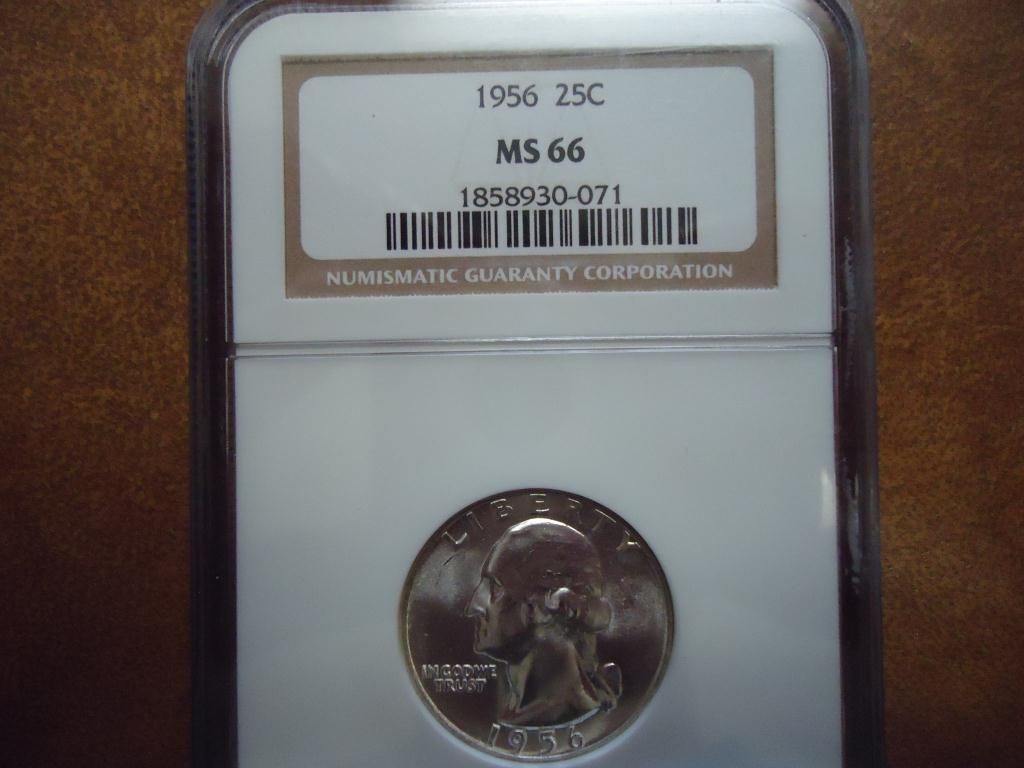 1956 25C
MS 66
1858930-071
NUMISMATIC GUARANTY CORPORATION
LIBERTY
IN GOD WE
TRUST
1956